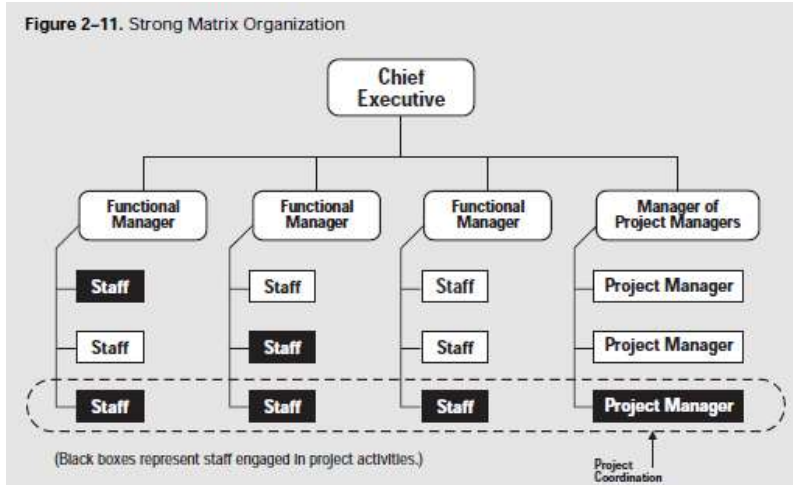 Figure 2–11. Strong Matrix Organization
Chief
Executive
Functional
Manager
Functional
Manager
Functional
Manager
Manager of
Project Managers
Staff
Staff
Staff
Project Manager
Staff
Staff
Staff
Project Manager
Staff
Staff
Staff
Project Manager
(Black boxes represent staff engaged in project activities.)
Project
Coordination